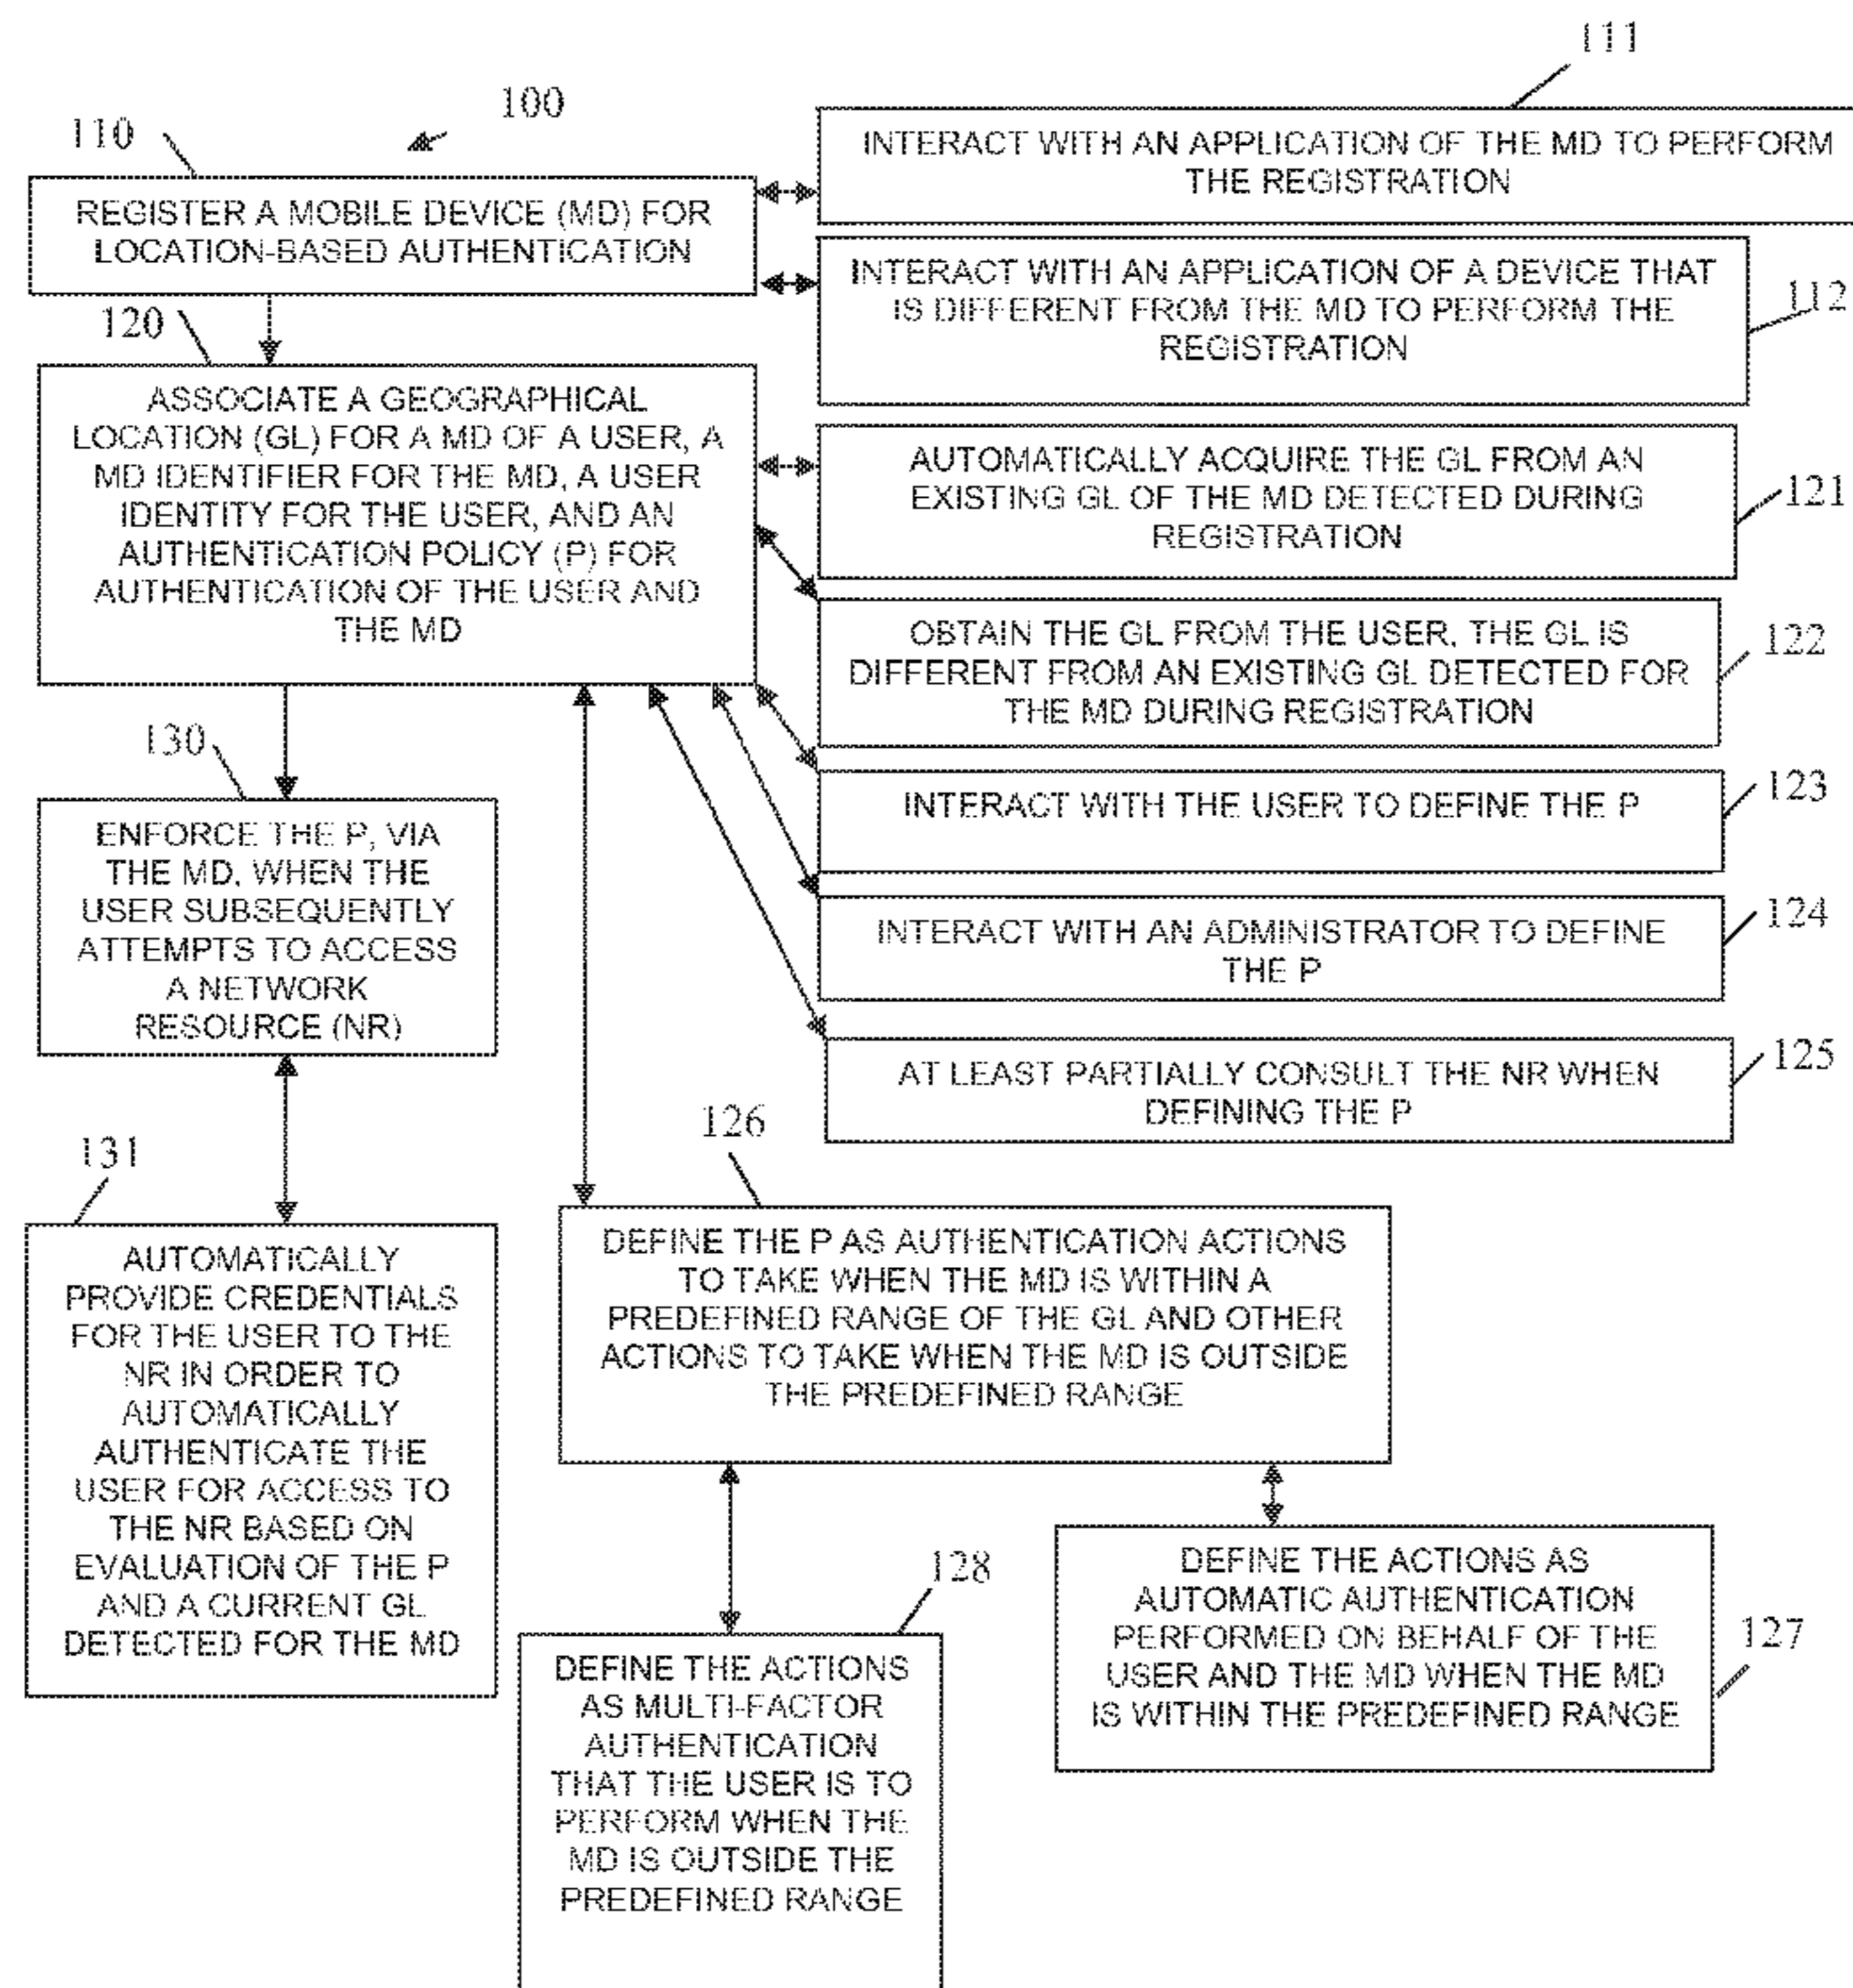 111
100
110
INTERACT WITH AN APPLICATION OF THE MD TO PERFORM
THE REGISTRATION
REGISTER A MOBILE DEVICE (MD) FOR
LOCATION-BASED AUTHENTICATION
INTERACT WITH AN APPLICATION OF A DEVICE THAT
IS DIFFERENT FROM THE MD TO PERFORM THE
REGISTRATION
112
120
ASSOCIATE A GEOGRAPHICAL
LOCATION (GL) FOR A MD OF A USER, A
MD IDENTIFIER FOR THE MD, A USER
IDENTITY FOR THE USER, AND AN
AUTHENTICATION POLICY (P) FOR
AUTHENTICATION OF THE USER AND
THE MD
AUTOMATICALLY ACQUIRE THE GL FROM AN
EXISTING GL OF THE MD DETECTED DURING
REGISTRATION
121
OBTAIN THE GL FROM THE USER, THE GL IS
DIFFERENT FROM AN EXISTING GL DETECTED FOR
THE MD DURING REGISTRATION
122
130
INTERACT WITH THE USER TO DEFINE THE P
123
ENFORCE THE P, VIA
THE MD, WHEN THE
USER SUBSEQUENTLY
ATTEMPTS TO ACCESS
A NETWORK
RESOURCE (NR)
INTERACT WITH AN ADMINISTRATOR TO DEFINE
THE P
124
AT LEAST PARTIALLY CONSULT THE NR WHEN
DEFINING THE P
125
126
131
AUTOMATICALLY
PROVIDE CREDENTIALS
FOR THE USER TO THE
NR IN ORDER TO
AUTOMATICALLY
AUTHENTICATE THE
USER FOR ACCESS TO
THE NR BASED ON
EVALUATION OF THE P
AND A CURRENT GL
DETECTED FOR THE MD
DEFINE THE P AS AUTHENTICATION ACTIONS
TO TAKE WHEN THE MD IS WITHIN A
PREDEFINED RANGE OF THE GL AND OTHER
ACTIONS TO TAKE WHEN THE MD IS OUTSIDE
THE PREDEFINED RANGE
128
DEFINE THE ACTIONS
AS MULTI-FACTOR
AUTHENTICATION
THAT THE USER IS TO
PERFORM WHEN THE
MD IS OUTSIDE THE
PREDEFINED RANGE
DEFINE THE ACTIONS AS
AUTOMATIC AUTHENTICATION
PERFORMED ON BEHALF OF THE
USER AND THE MD WHEN THE MD
IS WITHIN THE PREDEFINED RANGE
127